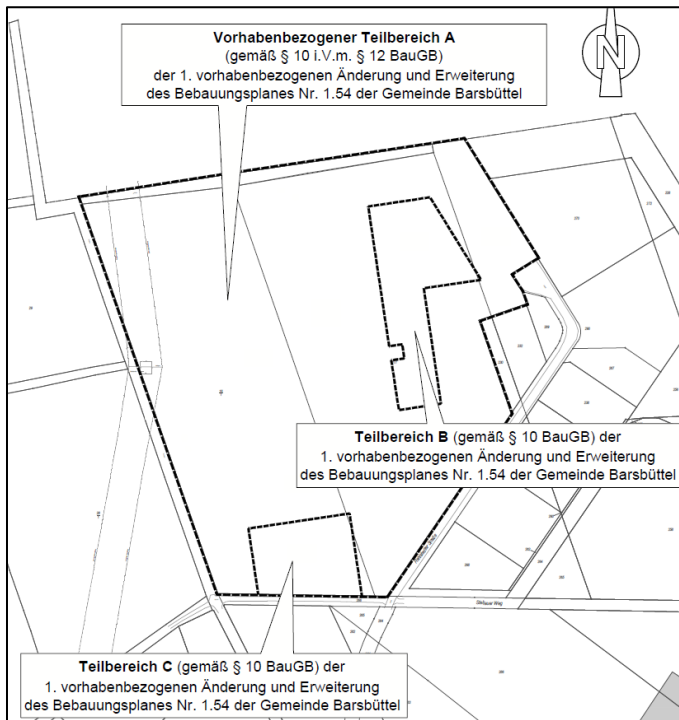 Vorhabenbezogener Teilbereich A
(gemäß § 10 i.V.m. § 12 BauGB)
der 1. vorhabenbezogenen Änderung und Erweiterung
des Bebauungsplanes Nr. 1.54 der Gemeinde Barsbüttel
N
Teilbereich B (gemäß § 10 BauGB) der
1. vorhabenbezogenen Änderung und Erweiterung
des Bebauungsplanes Nr. 1.54 der Gemeinde Barsbüttel
Teilbereich C (gemäß § 10 BauGB) der
1. vorhabenbezogenen Änderung und Erweiterung
des Bebauungsplanes Nr. 1.54 der Gemeinde Barsbüttel